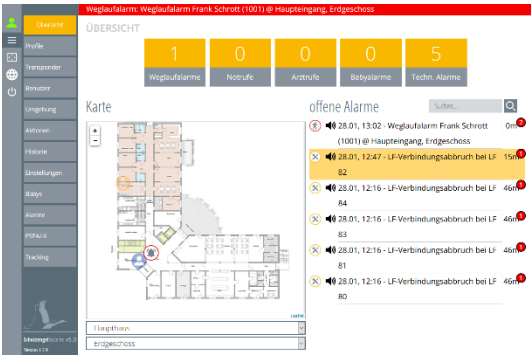 Weglaufalarm: Weglaufalarm Frank Schrott (1001) @ Haupteingang, Erdgeschoss
Übersicht
Profile
Transponder
Benutzer
Umgebung
Aktionen
Historie
Einstellungen
Babys
Alarme
ESPA-X
Tracking
ÜBERSICHT
1
0
0
0
5
Weglaufalarme
Notrufe
Arztrufe
Babyalarme
Techn. Alarme
Karte
+
−
Haupthaus
Erdgeschoss
offene Alarme
Suchen...
28.01, 13:02 - Weglaufalarm Frank Schrott 0m
(1001) @ Haupteingang, Erdgeschoss
28.01, 12:47 - LF-Verbindungsabbruch bei LF 15m
82
28.01, 12:16 - LF-Verbindungsabbruch bei LF 46m
84
28.01, 12:16 - LF-Verbindungsabbruch bei LF 46m
83
28.01, 12:16 - LF-Verbindungsabbruch bei LF 46m
81
28.01, 12:16 - LF-Verbindungsabbruch bei LF 46m
80